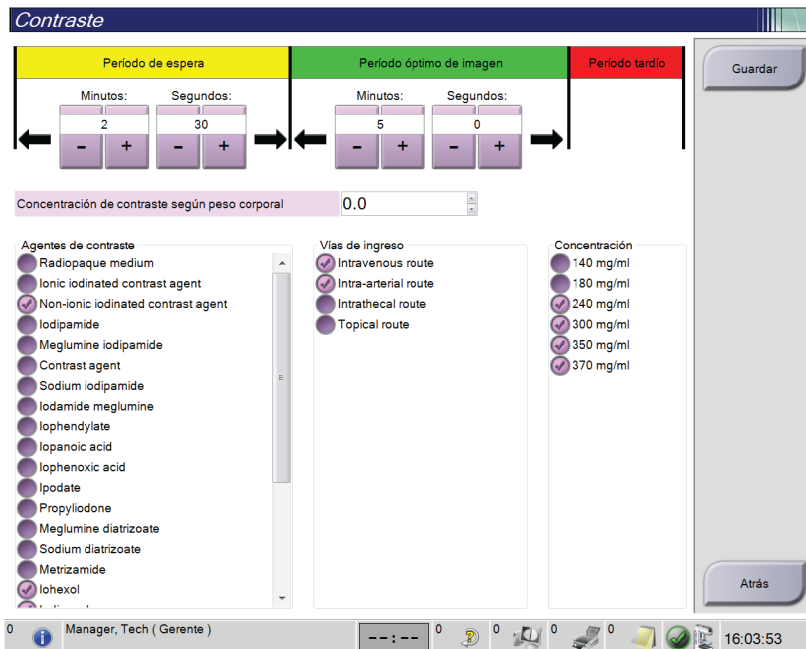 Contraste
Período de espera
Período óptimo de imagen
Período tardío
Guardar
Minutos:
Segundos:
Minutos:
Segundos:
2
30
5
0
- + - +
- + - +
Concentración de contraste según peso corporal
0.0
Agentes de contraste
Radiopaque medium
Ionic iodinated contrast agent
Non-ionic iodinated contrast agent
Iodipamide
Meglumine iodipamide
Contrast agent
Sodium iodipamide
Iodamide meglumine
Iophendylate
Iopanoic acid
Iophenoxic acid
Ipodate
Propyliodone
Meglumine diatrizoate
Sodium diatrizoate
Metrizamide
Iohexol
Vías de ingreso
Intravenous route
Intra-arterial route
Intrathecal route
Topical route
Concentración
140 mg/ml
180 mg/ml
240 mg/ml
300 mg/ml
350 mg/ml
370 mg/ml
Atrás
0
Manager, Tech ( Gerente )
--:--
0
0
0
0
16:03:53